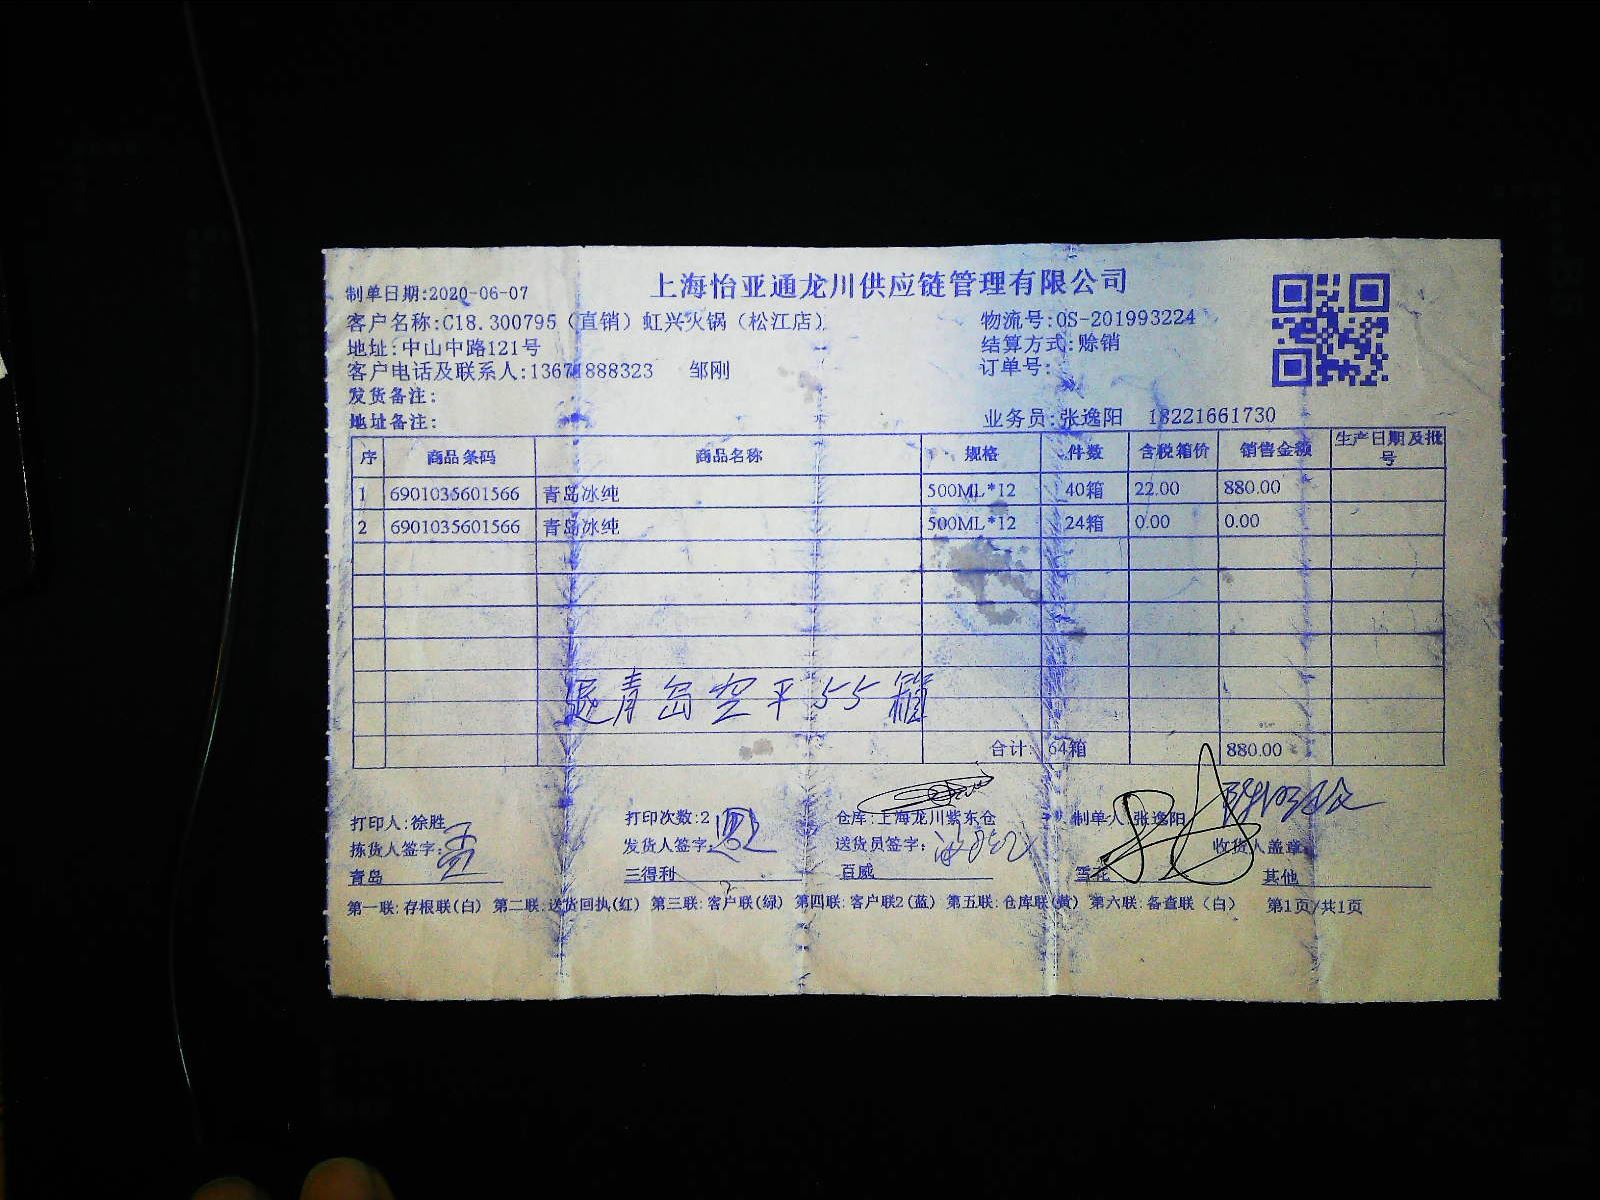 上海怡亚通龙川供应链管理有限公司
制单日期:2020-06-07
客户名称:C18.300795（直销）虹兴火锅（松江店） 物流号:OS-201993224
地址:中山中路121号 结算方式:赊销
客户电话及联系人:13671888323 邹刚 订单号:
发货备注:
地址备注: 业务员:张逸阳 18221661730
序 商品条码 商品名称 规格 件数 含税箱价 销售金额 生产日期及批号
1 6901035601566 青岛冰纯 500ML*12 40箱 22.00 880.00
2 6901035601566 青岛冰纯 500ML*12 24箱 0.00 0.00
退青岛空平55箱
合计: 64箱 880.00
打印人:徐胜 打印次数:2 仓库:上海龙川紫东仓 制单人 张逸阳
拣货人签字: 发货人签字: 送货员签字: 收货人盖章:
青岛 三得利 百威 雪花 其他
第一联:存根联(白) 第二联:送货回执(红) 第三联:客户联(绿) 第四联:客户联2(蓝) 第五联:仓库联(黄) 第六联:备查联（白） 第1页/共1页